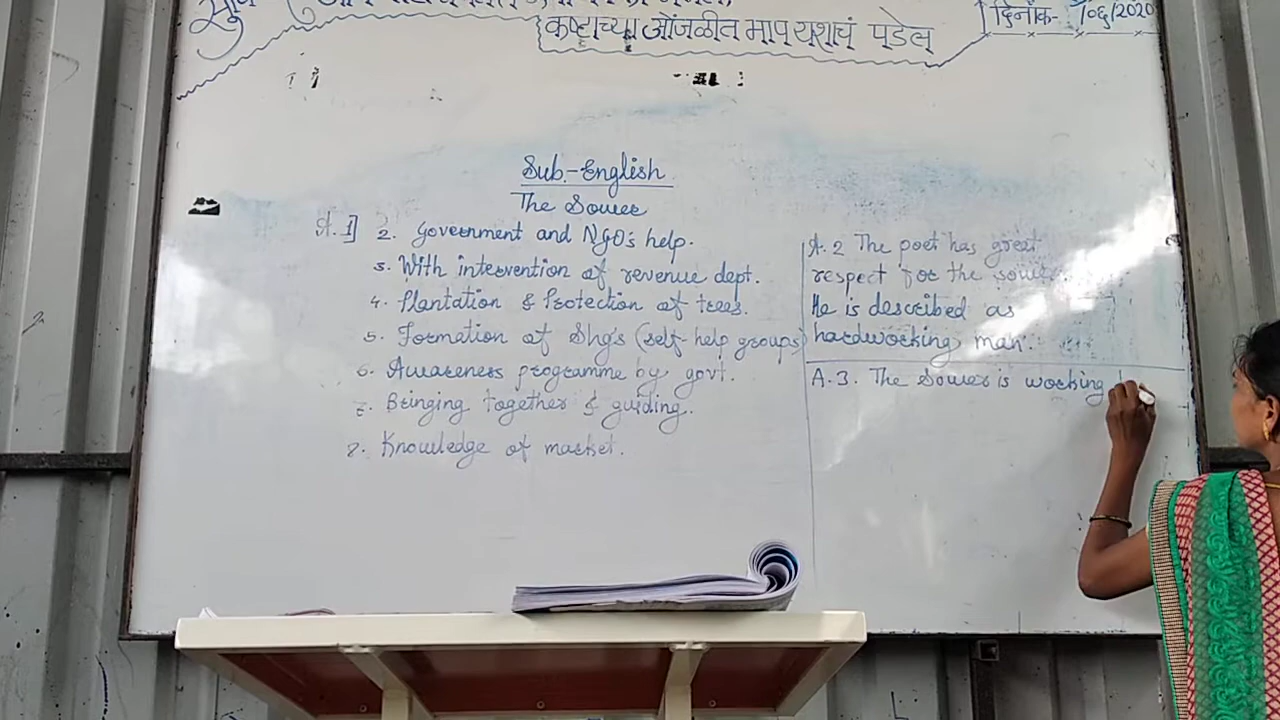 कष्टाच्या ओंजळीत माप यशाचं पडेल
दिनांक- /०६/2020
Sub.-English
The Sower
A.1] 2. Government and NGO's help.
3. With intervention of revenue dept.
4. Plantation & Protection of trees.
5. Formation of Shg's (self-help groups)
6. Awareness programme by govt.
7. Bringing together & guiding.
8. Knowledge of market.
A.2 The poet has great
respect for the sower
He is described as
hardworking man.
A.3. The Sower is working